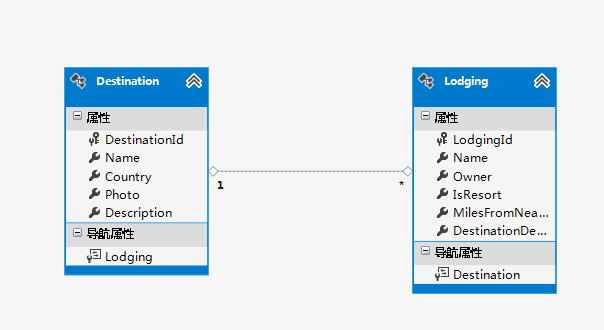 Destination
属性
DestinationId
Name
Country
Photo
Description
导航属性
Lodging
1
*
Lodging
属性
LodgingId
Name
Owner
IsResort
MilesFromNea...
DestinationDe...
导航属性
Destination